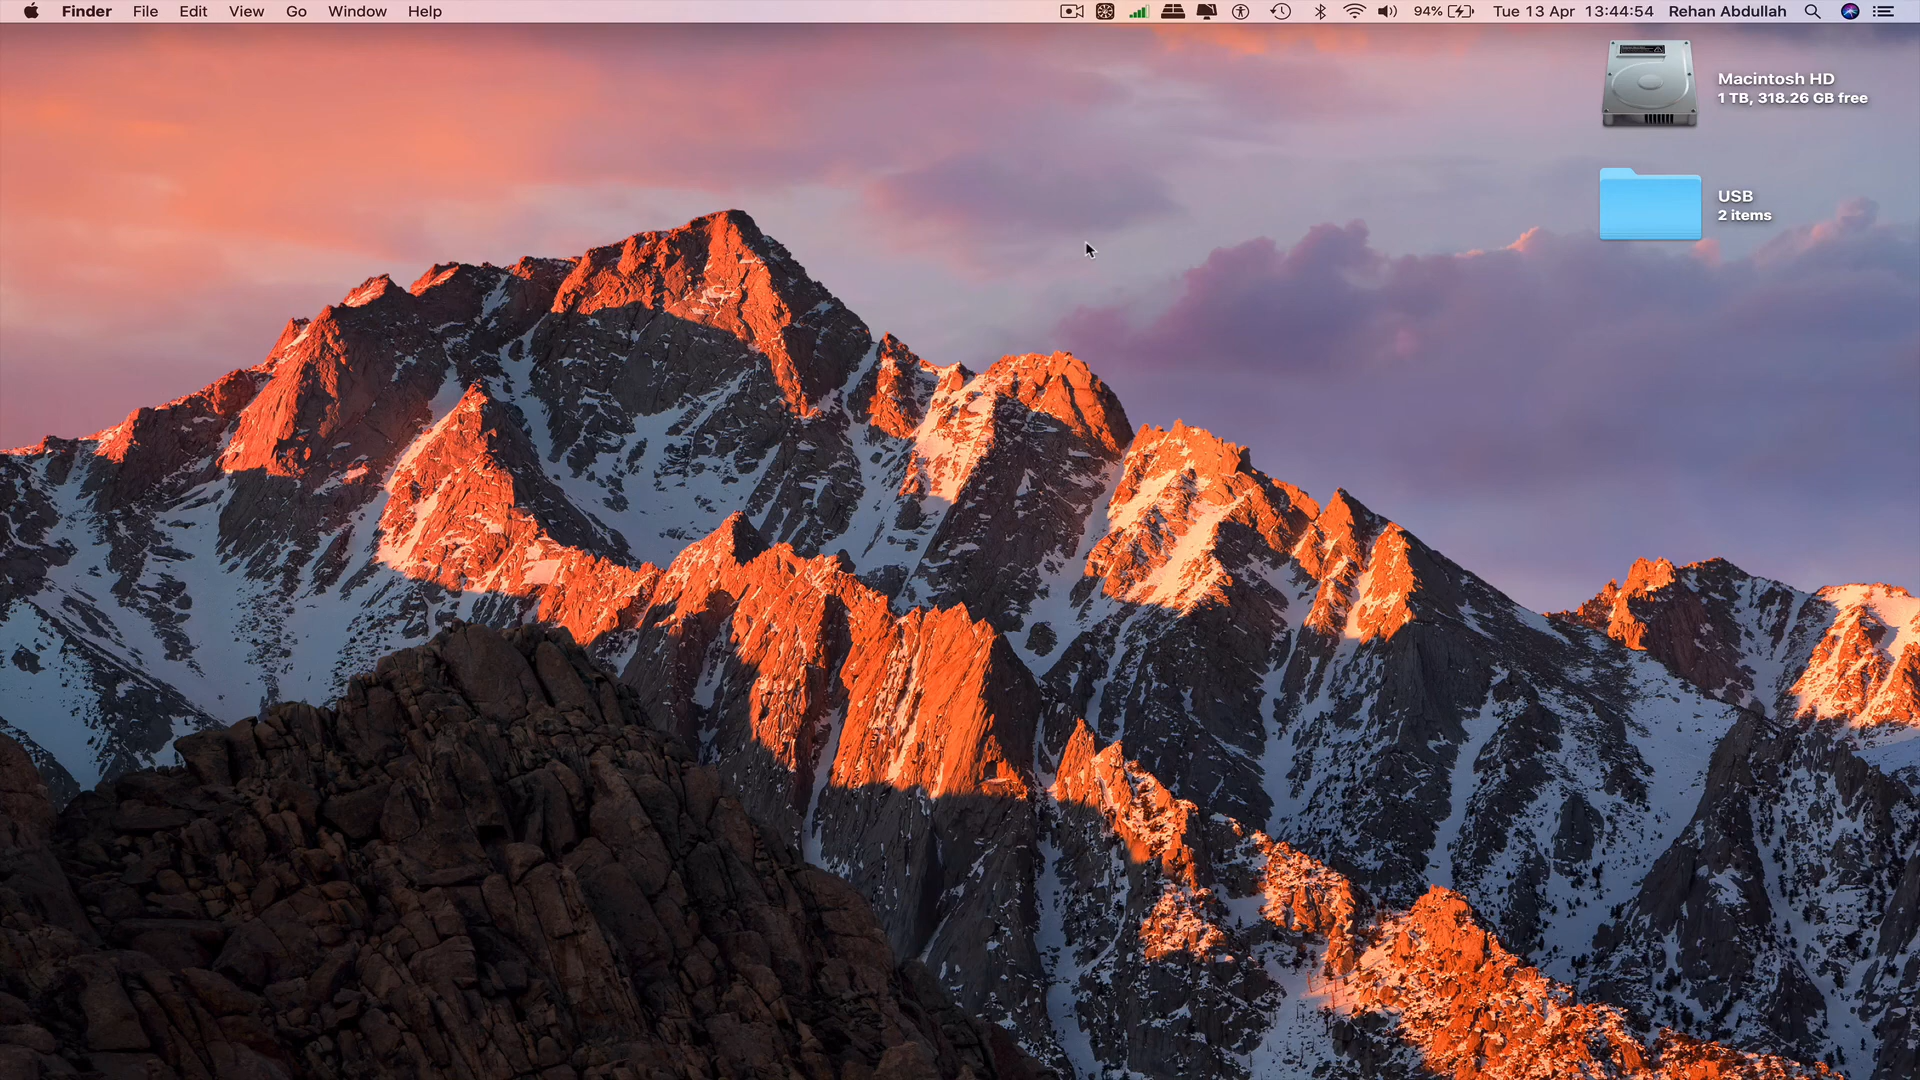 Finder File Edit View Go Window Help 94% Tue 13 Apr 13:44:54 Rehan Abdullah
Macintosh HD
1 TB, 318.26 GB free
USB
2 items